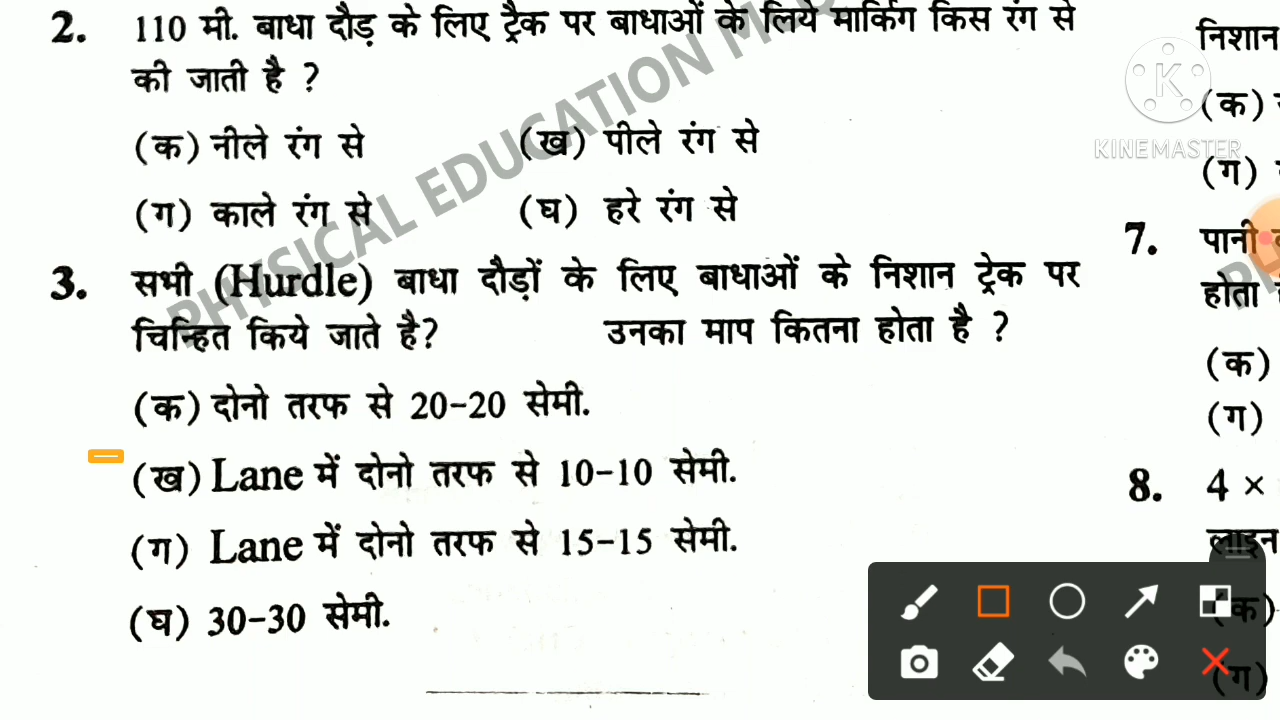 2. 110 मी. बाधा दौड़ के लिए ट्रैक पर बाधाओं के लिये मार्किग किस रंग से
की जाती है ?
(क) नीले रंग से (ख) पीले रंग से
(ग) काले रंग से (घ) हरे रंग से
3. सभी (Hurdle) बाधा दौड़ों के लिए बाधाओं के निशान ट्रेक पर
चिन्हित किये जाते है? उनका माप कितना होता है ?
(क) दोनो तरफ से 20-20 सेमी.
(ख) Lane में दोनो तरफ से 10-10 सेमी.
(ग) Lane में दोनो तरफ से 15-15 सेमी.
(घ) 30-30 सेमी.
निशान
(क)
(ग)
7. पानी
होता
(क)
(ग)
8. 4 ×
लाइन
(क)
(ग)
PHYSICAL EDUCATION
K
KINEMASTER